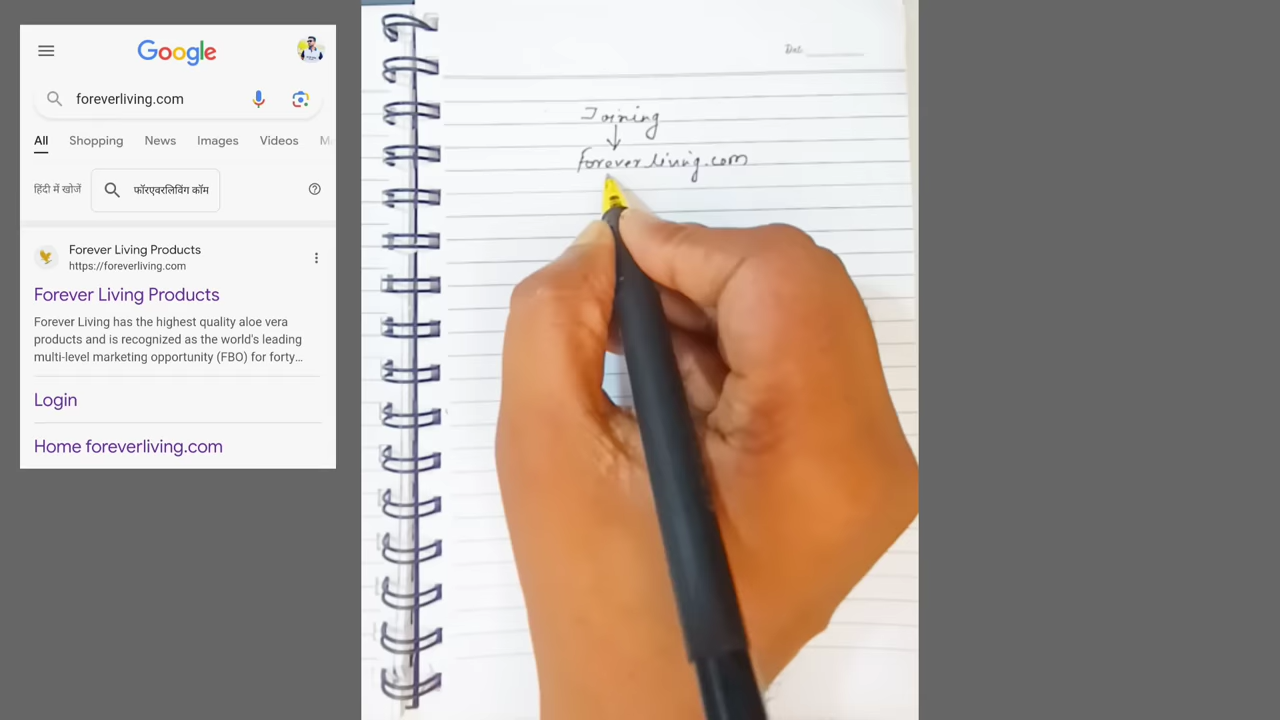 Google
foreverliving.com
All Shopping News Images Videos M
हिंदी में खोजें फॉरएवरलिविंग कॉम
Forever Living Products
https://foreverliving.com
Forever Living Products
Forever Living has the highest quality aloe vera
products and is recognized as the world's leading
multi-level marketing opportunity (FBO) for forty...
Login
Home foreverliving.com
Joining
Foreverliving.com